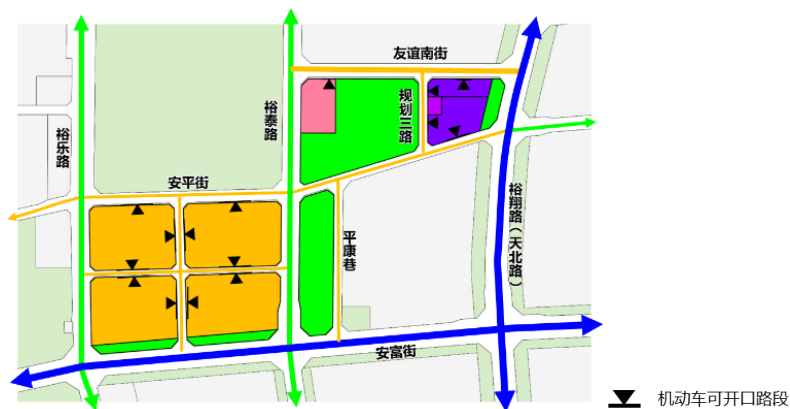 友谊南街
规划三路
裕泰路
裕乐路
安平街
裕翔路（天北路）
平康巷
安富街
机动车可开口路段